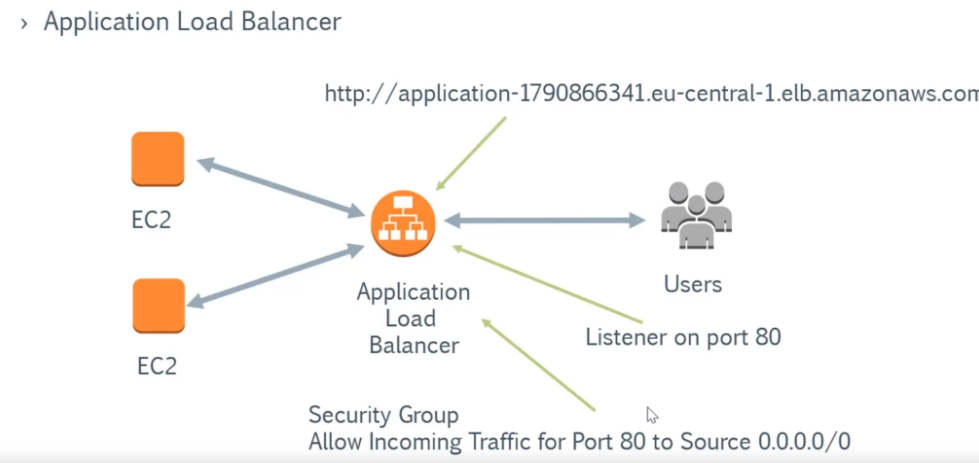 › Application Load Balancer
http://application-1790866341.eu-central-1.elb.amazonaws.com
EC2
Users
Application
Load
Balancer
Listener on port 80
EC2
Security Group
Allow Incoming Traffic for Port 80 to Source 0.0.0.0/0